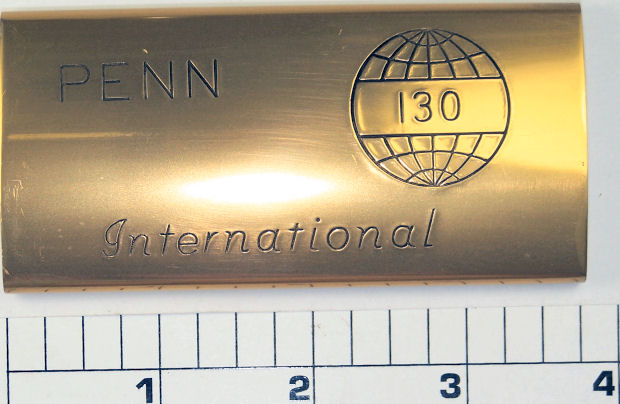 PENN
130
International
1 2 3 4